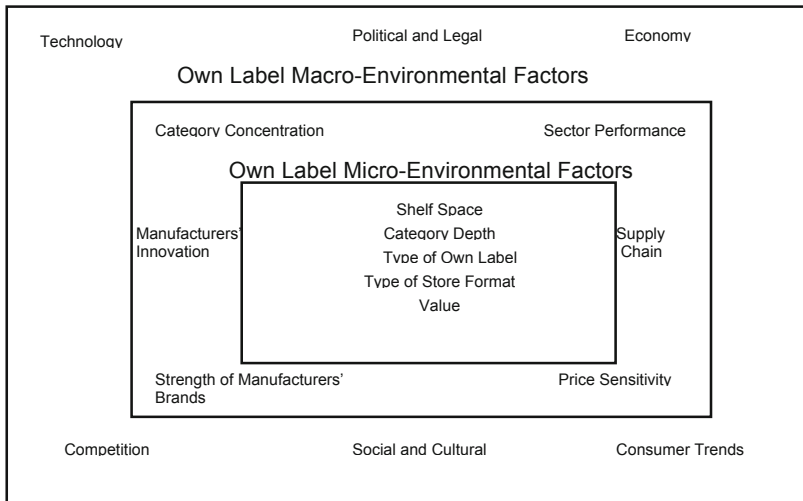 Technology Political and Legal Economy
Own Label Macro-Environmental Factors
Category Concentration Sector Performance
Own Label Micro-Environmental Factors
Shelf Space
Manufacturers' Category Depth Supply
Innovation Type of Own Label Chain
Type of Store Format
Value
Strength of Manufacturers' Price Sensitivity
Brands
Competition Social and Cultural Consumer Trends